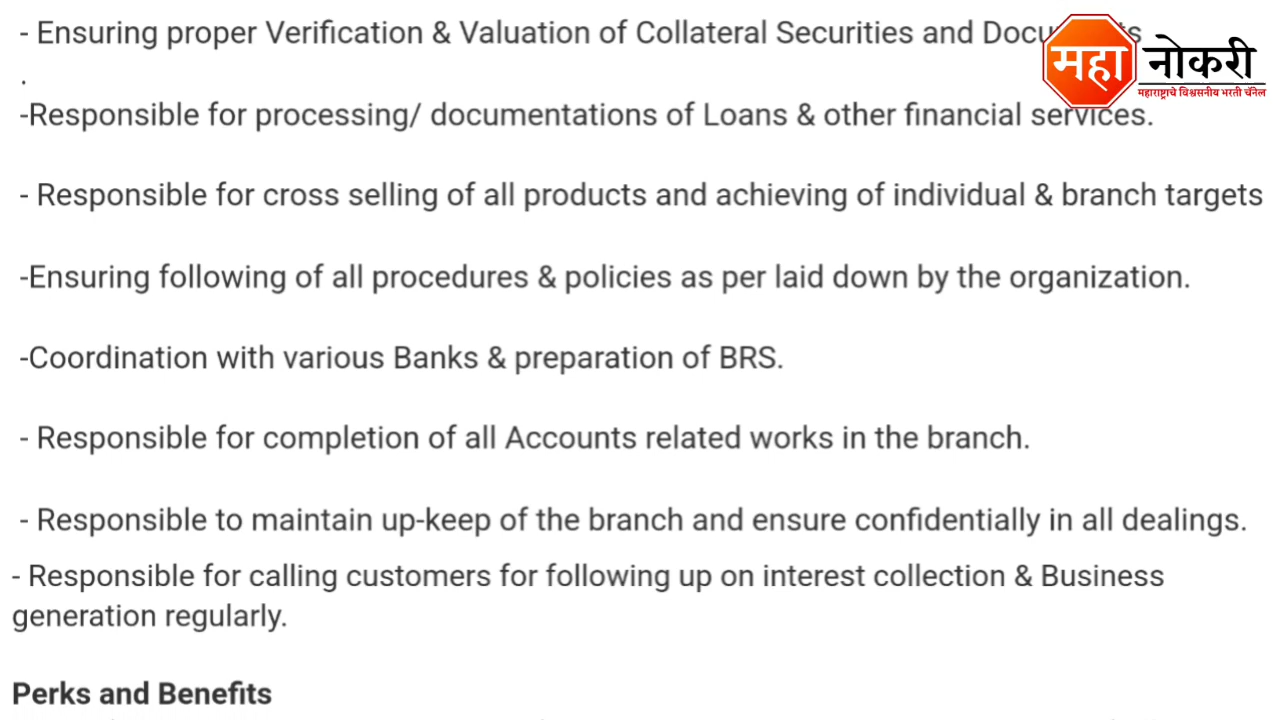 - Ensuring proper Verification & Valuation of Collateral Securities and
.
-Responsible for processing/ documentations of Loans & other financial services.
- Responsible for cross selling of all products and achieving of individual & branch targets
-Ensuring following of all procedures & policies as per laid down by the organization.
-Coordination with various Banks & preparation of BRS.
- Responsible for completion of all Accounts related works in the branch.
- Responsible to maintain up-keep of the branch and ensure confidentially in all dealings.
- Responsible for calling customers for following up on interest collection & Business
generation regularly.
Perks and Benefits
महा नोकरी
महाराष्ट्राचे विश्वसनीय भरती चॅनेल